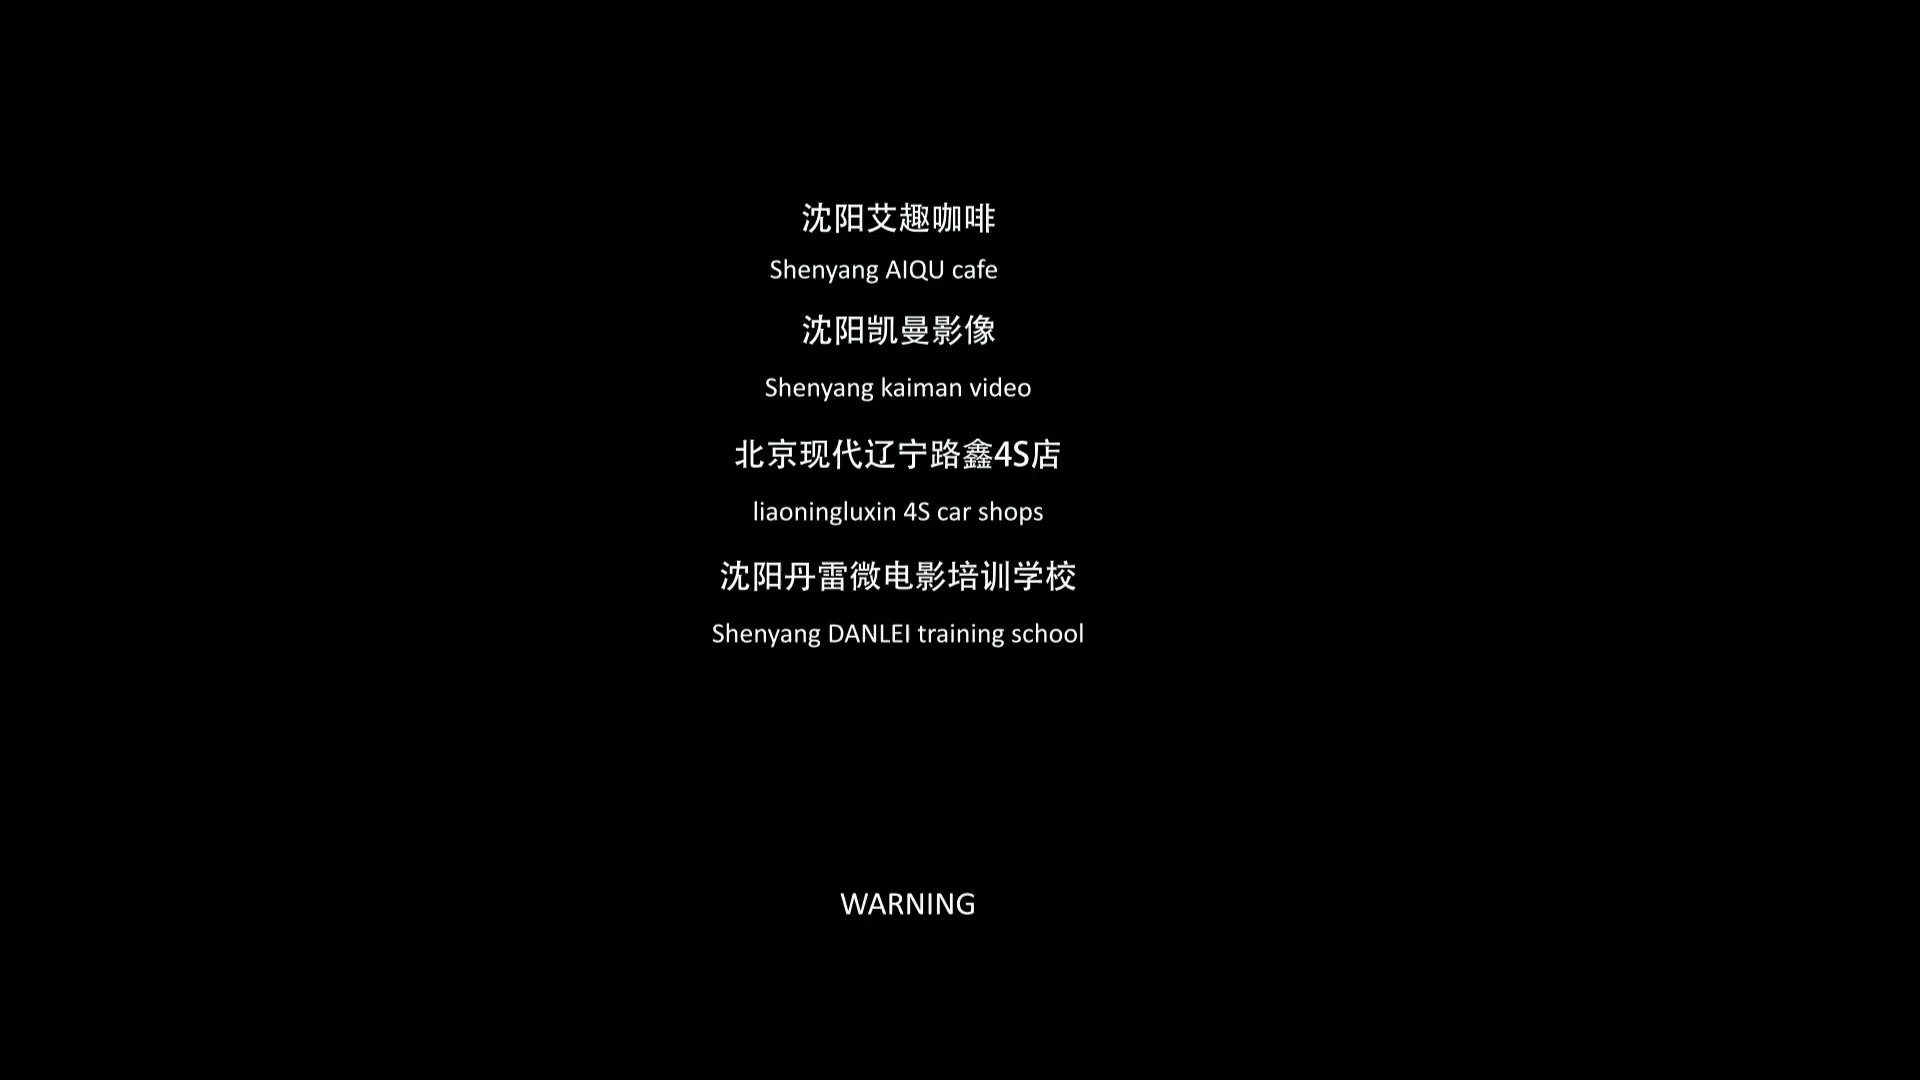 沈阳艾趣咖啡
Shenyang AIQU cafe
沈阳凯曼影像
Shenyang kaiman video
北京现代辽宁路鑫4S店
liaoningluxin 4S car shops
沈阳丹雷微电影培训学校
Shenyang DANLEI training school
WARNING